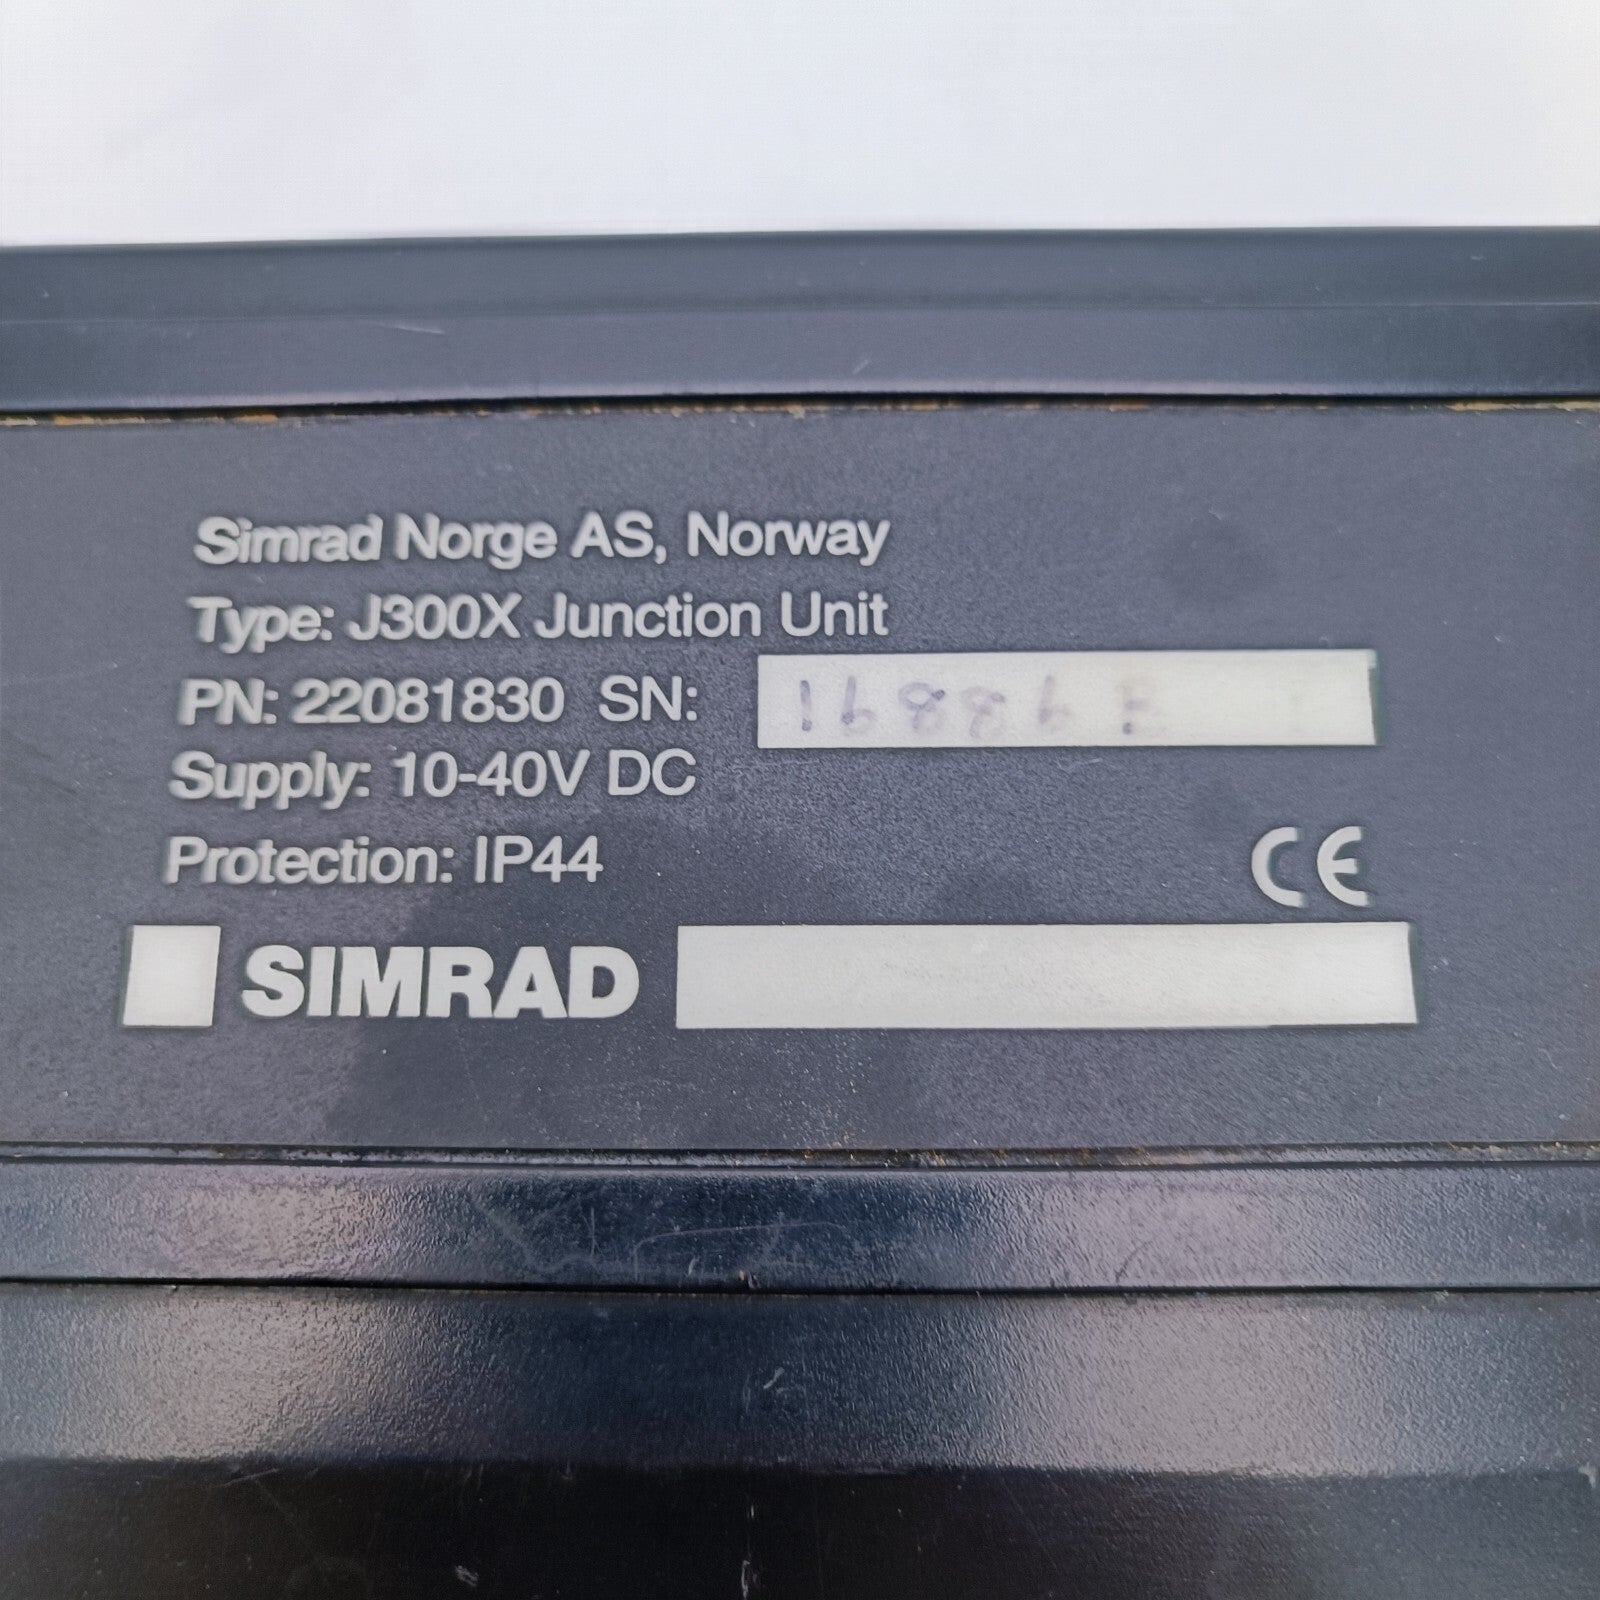 Simrad Norge AS, Norway
Type: J300X Junction Unit
PN: 22081830 SN:
Supply: 10-40V DC
Protection: IP44
CE
SIMRAD